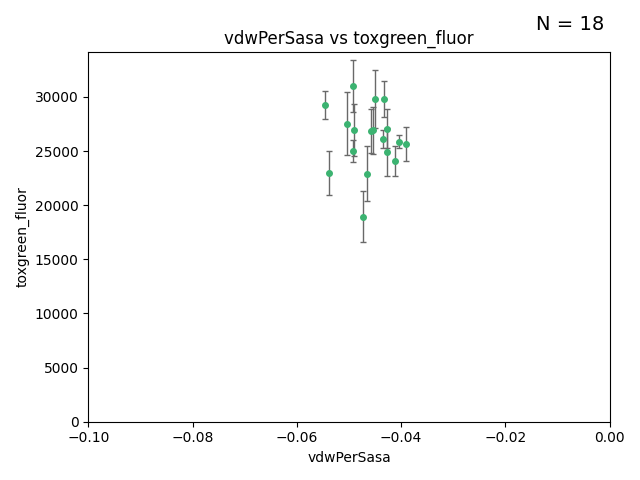 N = 18
vdwPerSasa vs toxgreen_fluor
toxgreen_fluor
30000
25000
20000
15000
10000
5000
0
−0.10 −0.08 −0.06 −0.04 −0.02 0.00
vdwPerSasa